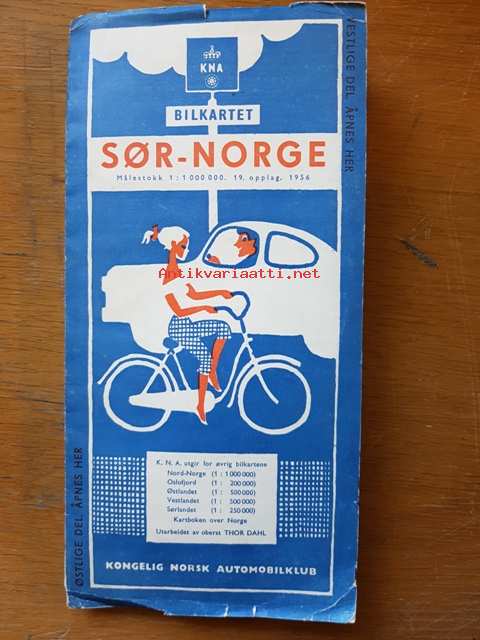 KNA
BILKARTET
SØR-NORGE
Målestokk 1:1 000 000. 19. opplag. 1956
Antikvariaatti.net
K. N. A. utgir for øvrig bilkartene
Nord-Norge (1 : 1 000 000)
Oslofjord (1 : 200 000)
Østlandet (1 : 500 000)
Vestlandet (1 : 500 000)
Sørlandet (1 : 250 000)
Kartboken over Norge
Utarbeidet av oberst THOR DAHL
KONGELIG NORSK AUTOMOBILKLUB
VESTLIGE DEL. ÅPNES HER
ØSTLIGE DEL. ÅPNES HER